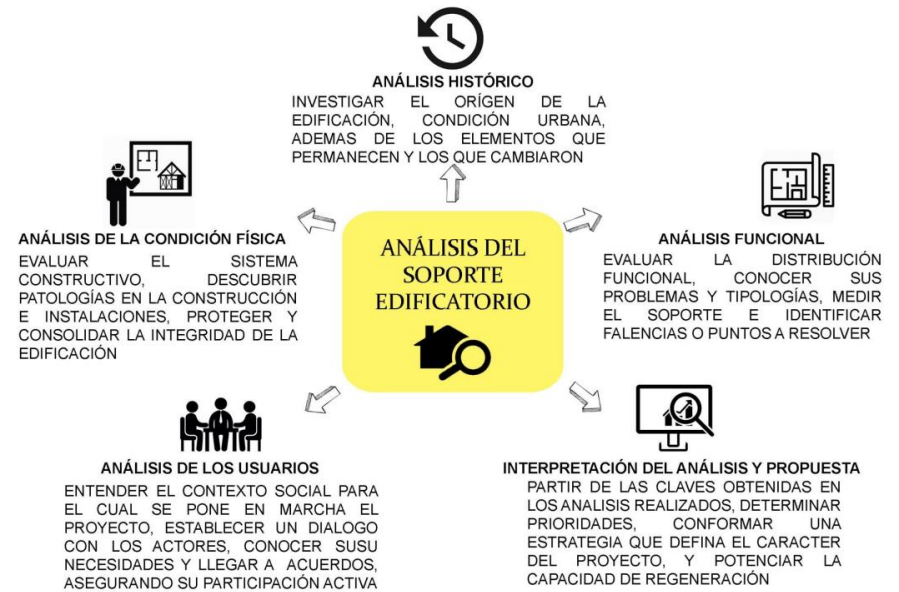 ANÁLISIS HISTÓRICO
INVESTIGAR EL ORÍGEN DE LA
EDIFICACIÓN, CONDICIÓN URBANA,
ADEMAS DE LOS ELEMENTOS QUE
PERMANECEN Y LOS QUE CAMBIARON
ANÁLISIS DE LA CONDICIÓN FÍSICA
EVALUAR EL SISTEMA
CONSTRUCTIVO, DESCUBRIR
PATOLOGÍAS EN LA CONSTRUCCIÓN
E INSTALACIONES, PROTEGER Y
CONSOLIDAR LA INTEGRIDAD DE LA
EDIFICACIÓN
ANÁLISIS DEL
SOPORTE
EDIFICATORIO
ANÁLISIS FUNCIONAL
EVALUAR LA DISTRIBUCIÓN
FUNCIONAL, CONOCER SUS
PROBLEMAS Y TIPOLOGÍAS, MEDIR
EL SOPORTE E IDENTIFICAR
FALENCIAS O PUNTOS A RESOLVER
ANÁLISIS DE LOS USUARIOS
ENTENDER EL CONTEXTO SOCIAL PARA
EL CUAL SE PONE EN MARCHA EL
PROYECTO, ESTABLECER UN DIALOGO
CON LOS ACTORES, CONOCER SUSU
NECESIDADES Y LLEGAR A ACUERDOS,
ASEGURANDO SU PARTICIPACIÓN ACTIVA
INTERPRETACIÓN DEL ANÁLISIS Y PROPUESTA
PARTIR DE LAS CLAVES OBTENIDAS EN
LOS ANALISIS REALIZADOS, DETERMINAR
PRIORIDADES, CONFORMAR UNA
ESTRATEGIA QUE DEFINA EL CARACTER
DEL PROYECTO, Y POTENCIAR LA
CAPACIDAD DE REGENERACIÓN